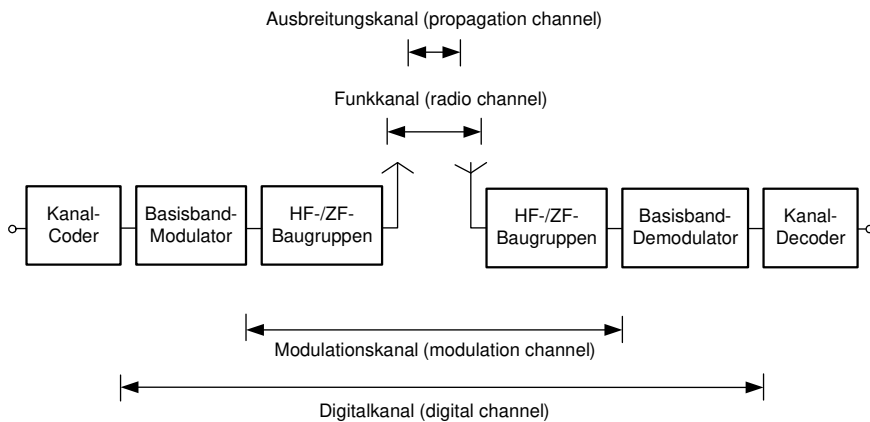 Ausbreitungskanal (propagation channel)
Funkkanal (radio channel)
Kanal-
Coder
Basisband-
Modulator
HF-/ZF-
Baugruppen
HF-/ZF-
Baugruppen
Basisband-
Demodulator
Kanal-
Decoder
Modulationskanal (modulation channel)
Digitalkanal (digital channel)